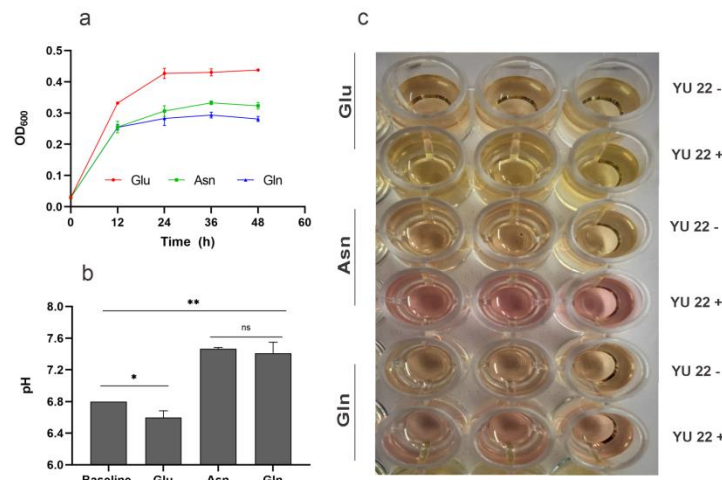 a
0.5
0.4
0.3
0.2
0.1
0.0
OD600
Glu Asn Gln
0 12 24 36 48 60
Time (h)
b
8.0
7.6
7.2
6.8
6.4
6.0
pH
**
*
ns
Baseline Glu Asn Gln
c
Glu
Asn
Gln
YU 22 -
YU 22 +
YU 22 -
YU 22 +
YU 22 -
YU 22 +